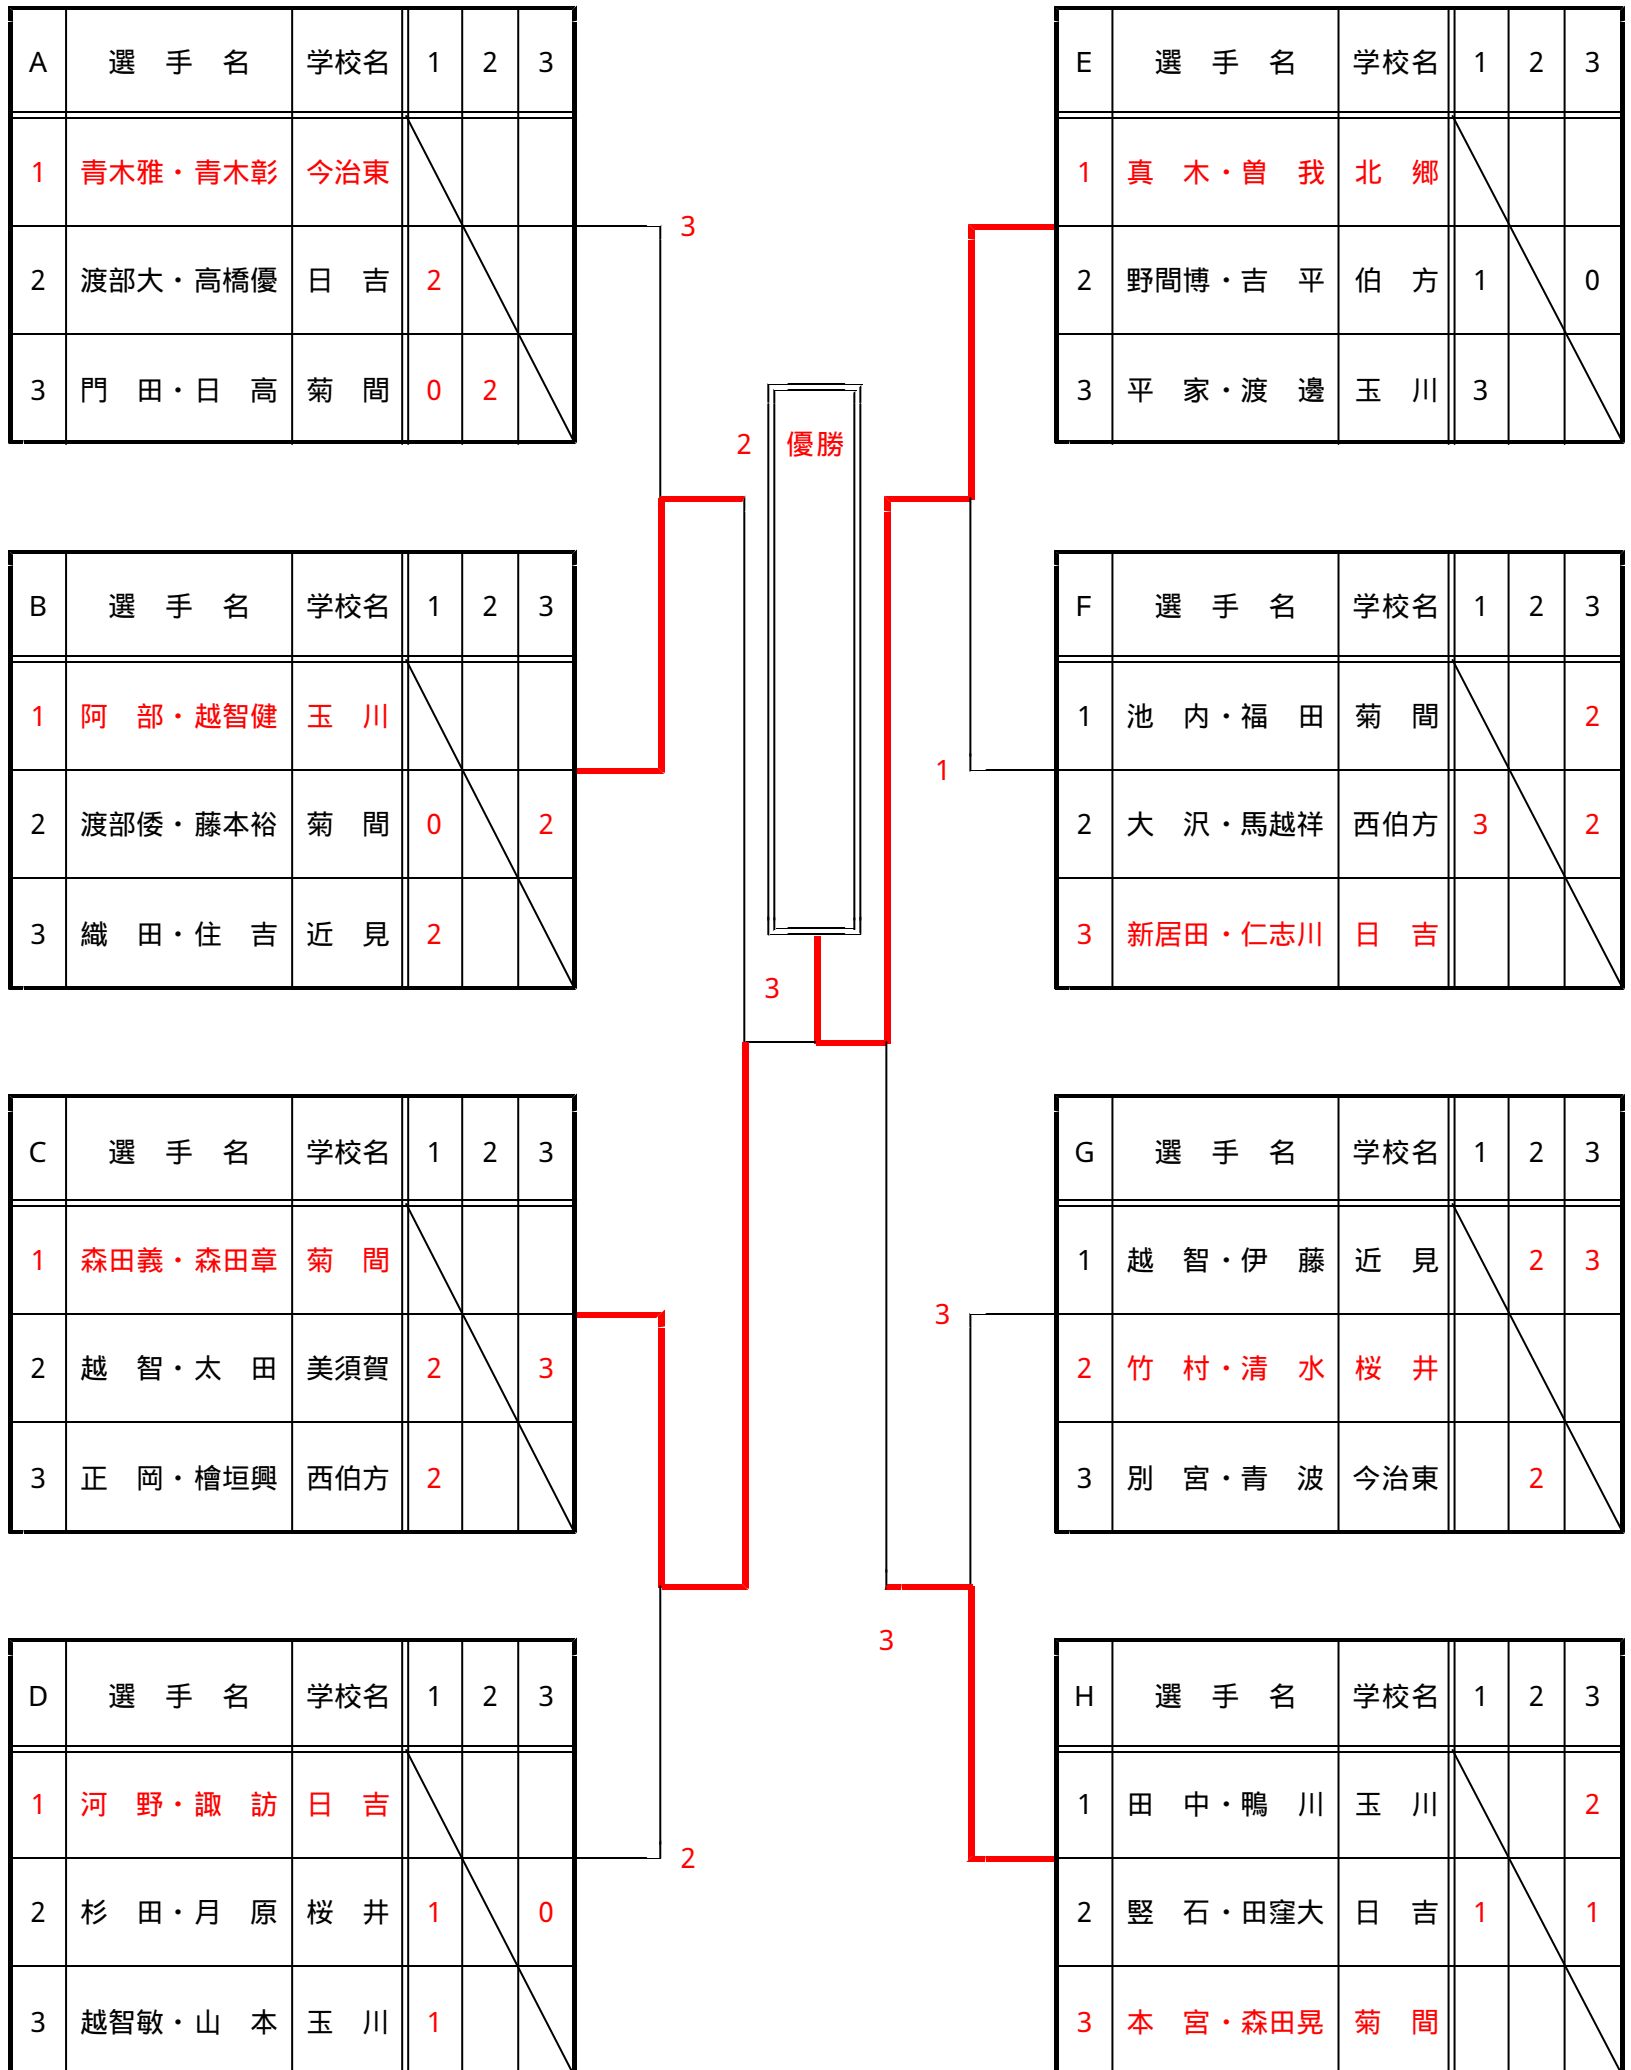 A 選　手　名 学校名 1 2 3
1 青木雅・青木彰 今治東
2 渡部大・高橋優 日　吉 2
3 門　田・日　高 菊　間 0 2
B 選　手　名 学校名 1 2 3
1 阿　部・越智健 玉　川
2 渡部倭・藤本裕 菊　間 0 2
3 織　田・住　吉 近　見 2
C 選　手　名 学校名 1 2 3
1 森田義・森田章 菊　間
2 越　智・太　田 美須賀 2 3
3 正　岡・檜垣興 西伯方 2
D 選　手　名 学校名 1 2 3
1 河　野・諏　訪 日　吉
2 杉　田・月　原 桜　井 1 0
3 越智敏・山　本 玉　川 1
3
2
優勝
3
2
1
3
3
E 選　手　名 学校名 1 2 3
1 真　木・曽　我 北　郷
2 野間博・吉　平 伯　方 1 0
3 平　家・渡　邊 玉　川 3
F 選　手　名 学校名 1 2 3
1 池　内・福　田 菊　間 2
2 大　沢・馬越祥 西伯方 3 2
3 新居田・仁志川 日　吉
G 選　手　名 学校名 1 2 3
1 越　智・伊　藤 近　見 2 3
2 竹　村・清　水 桜　井
3 別　宮・青　波 今治東 2
H 選　手　名 学校名 1 2 3
1 田　中・鴨　川 玉　川 2
2 竪　石・田窪大 日　吉 1 1
3 本　宮・森田晃 菊　間